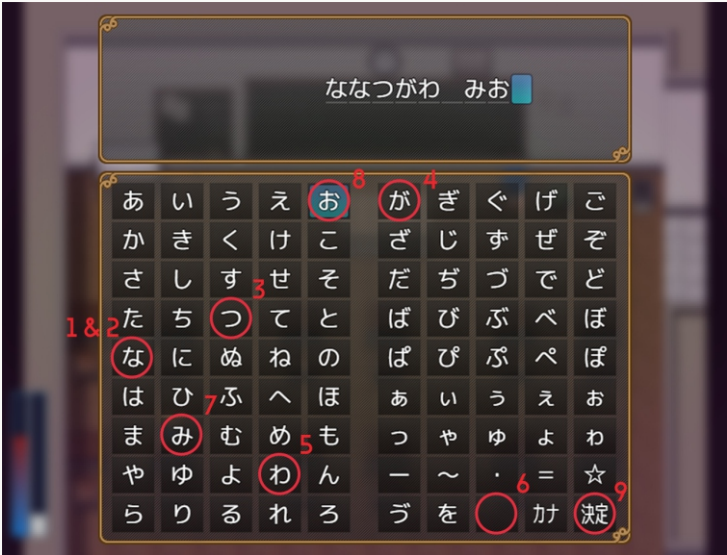 ななつがわ　みお
8
4
あ い う え お が ぎ ぐ げ ご
か き く け こ ざ じ ず ぜ ぞ
さ し す せ そ だ ぢ づ で ど
3
た ち つ て と ば び ぶ べ ぼ
1 & 2
な に ぬ ね の ぱ ぴ ぷ ぺ ぽ
は ひ ふ へ ほ ぁ ぃ ぅ ぇ ぉ
7
ま み む め も っ ゃ ゅ ょ ゎ
5
や ゆ よ わ ん ー ～ ・ = ☆
6
9
ら り る れ ろ ゔ を カナ 決定